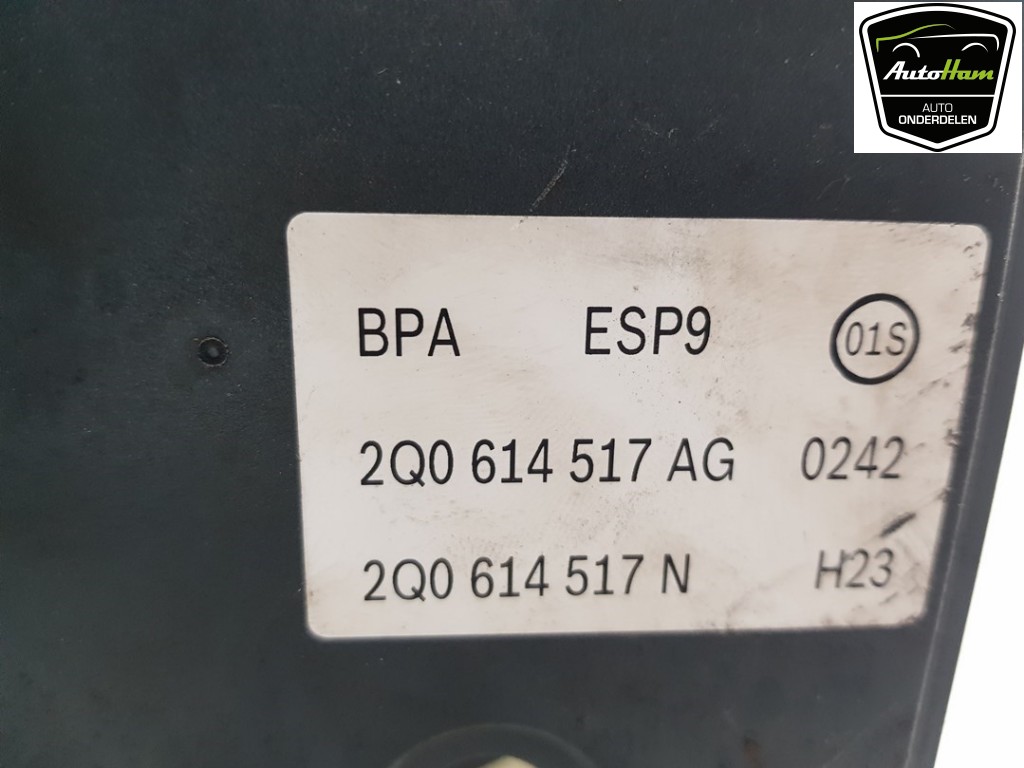 AutoHam
AUTO
ONDERDELEN
BPA ESP9 01S
2Q0 614 517 AG 0242
2Q0 614 517 N H23